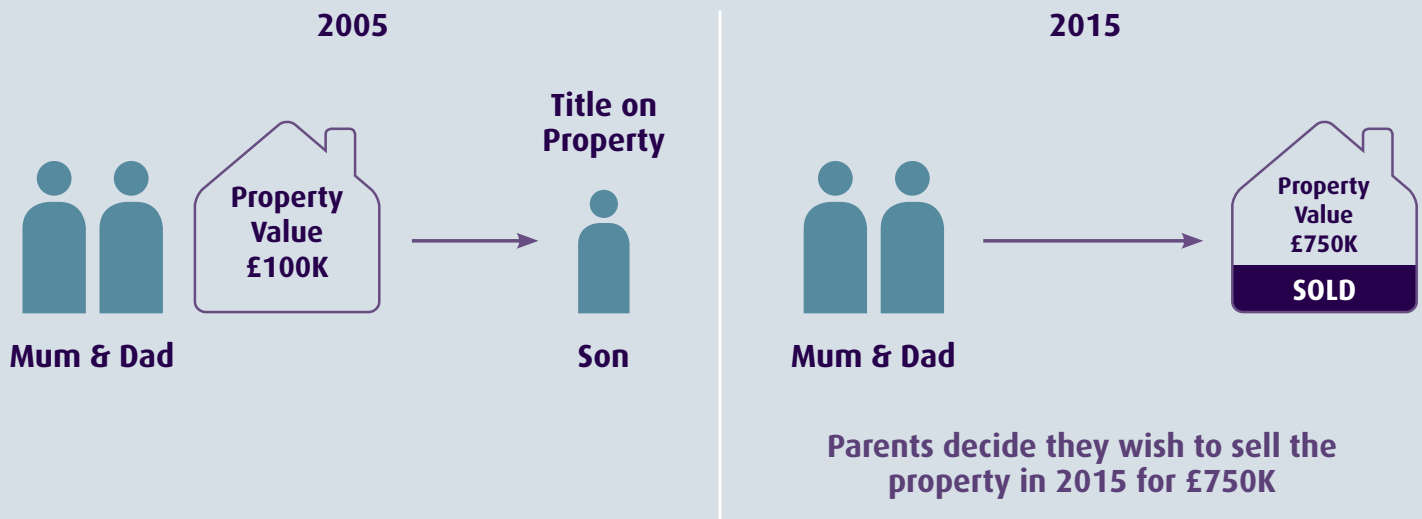 2005
Title on
Property
Property
Value
£100K
Mum & Dad
Son
2015
Property
Value
£750K
SOLD
Mum & Dad
Parents decide they wish to sell the
property in 2015 for £750K